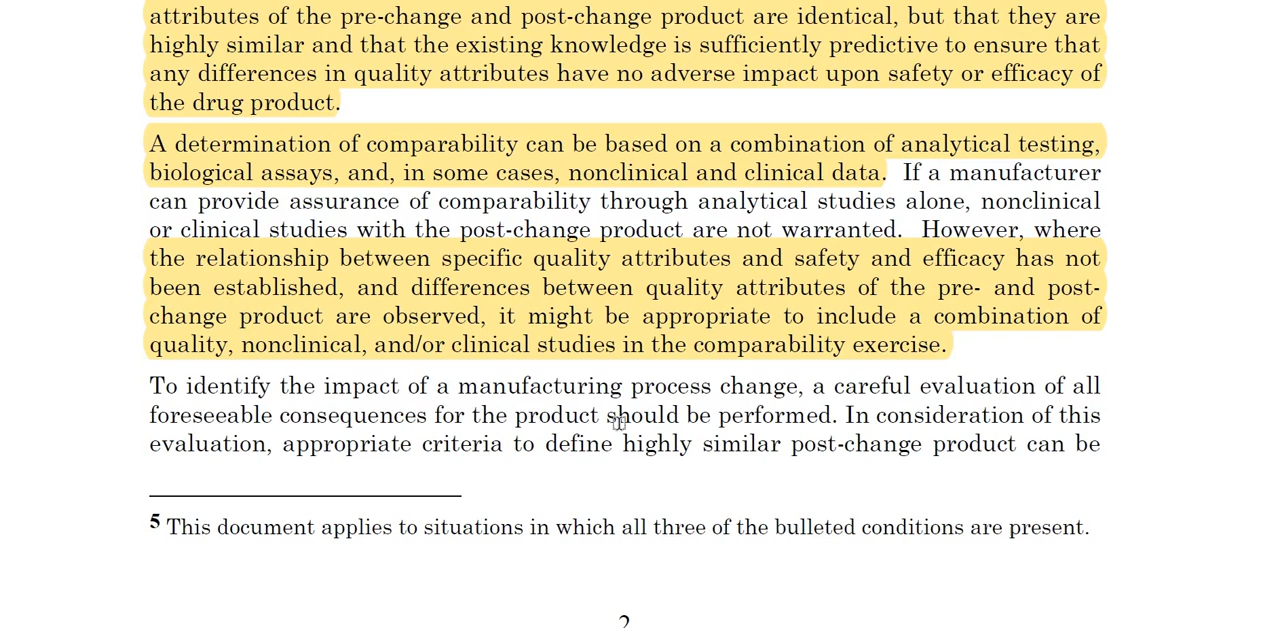 attributes of the pre-change and post-change product are identical, but that they are
highly similar and that the existing knowledge is sufficiently predictive to ensure that
any differences in quality attributes have no adverse impact upon safety or efficacy of
the drug product.
A determination of comparability can be based on a combination of analytical testing,
biological assays, and, in some cases, nonclinical and clinical data. If a manufacturer
can provide assurance of comparability through analytical studies alone, nonclinical
or clinical studies with the post-change product are not warranted. However, where
the relationship between specific quality attributes and safety and efficacy has not
been established, and differences between quality attributes of the pre- and post-
change product are observed, it might be appropriate to include a combination of
quality, nonclinical, and/or clinical studies in the comparability exercise.
To identify the impact of a manufacturing process change, a careful evaluation of all
foreseeable consequences for the product should be performed. In consideration of this
evaluation, appropriate criteria to define highly similar post-change product can be
5 This document applies to situations in which all three of the bulleted conditions are present.
2